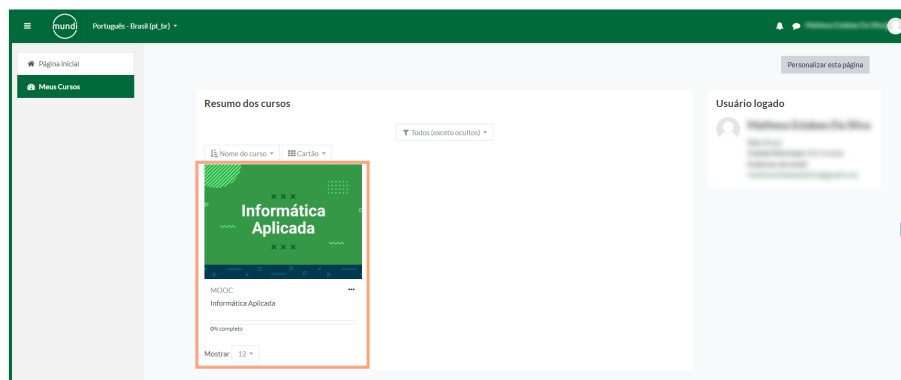 mundi
Português - Brasil (pt_br)
Página inicial
Meus Cursos
Personalizar esta página
Resumo dos cursos
Todos (exceto ocultos)
Nome do curso
Cartão
Informática
Aplicada
MOOC
Informática Aplicada
0% completo
Mostrar 12
Usuário logado